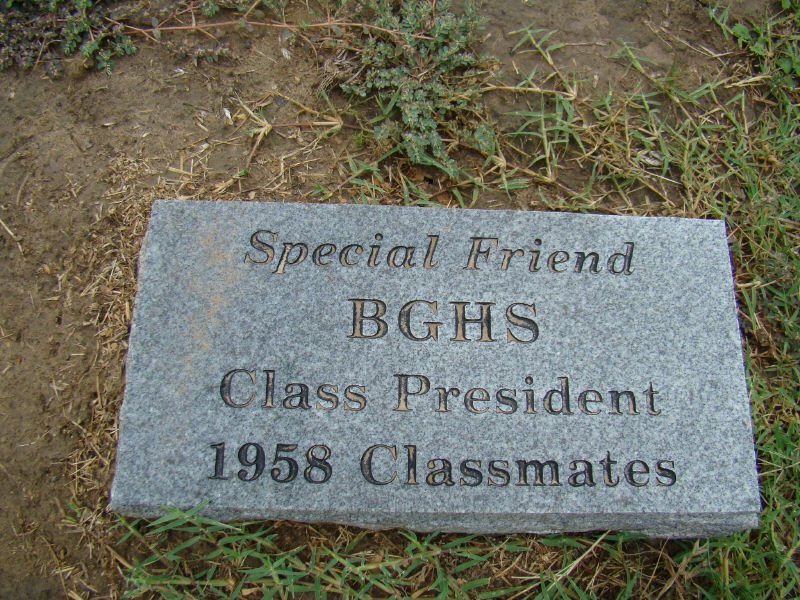 Special Friend
BGHS
Class President
1958 Classmates